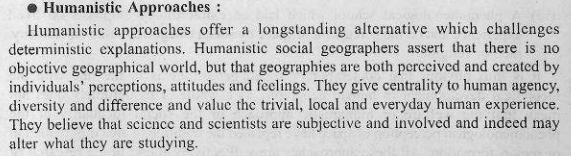 ● Humanistic Approaches :
Humanistic approaches offer a longstanding alternative which challenges
deterministic explanations. Humanistic social geographers assert that there is no
objective geographical world, but that geographies are both perceived and created by
individuals' perceptions, attitudes and feelings. They give centrality to human agency,
diversity and difference and value the trivial, local and everyday human experience.
They believe that science and scientists are subjective and involved and indeed may
alter what they are studying.